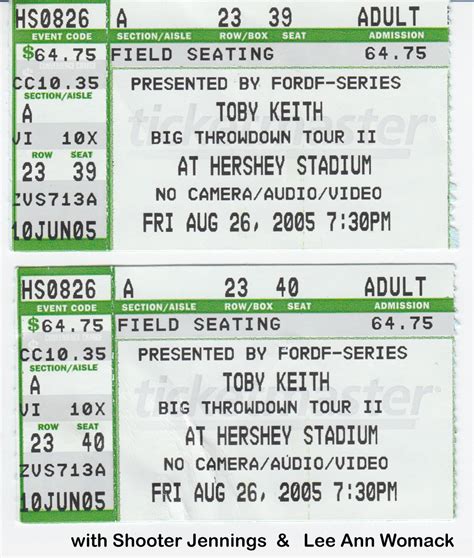 HS0826 A 23 39 ADULT
EVENT CODE SECTION/AISLE ROW/BOX SEAT ADMISSION
$64.75 FIELD SEATING 64.75
CC10.35 PRESENTED BY FORDF-SERIES
SECTION/AISLE TOBY KEITH
A BIG THROWDOWN TOUR II
VI 10X
ROW SEAT AT HERSHEY STADIUM
23 39 NO CAMERA/AUDIO/VIDEO
ZVS713A FRI AUG 26, 2005 7:30PM
10JUN05
HS0826 A 23 40 ADULT
EVENT CODE SECTION/AISLE ROW/BOX SEAT ADMISSION
$64.75 FIELD SEATING 64.75
CC10.35 PRESENTED BY FORDF-SERIES
SECTION/AISLE TOBY KEITH
A BIG THROWDOWN TOUR II
VI 10X
ROW SEAT AT HERSHEY STADIUM
23 40 NO CAMERA/AUDIO/VIDEO
ZVS713A FRI AUG 26, 2005 7:30PM
10JUN05
with Shooter Jennings & Lee Ann Womack